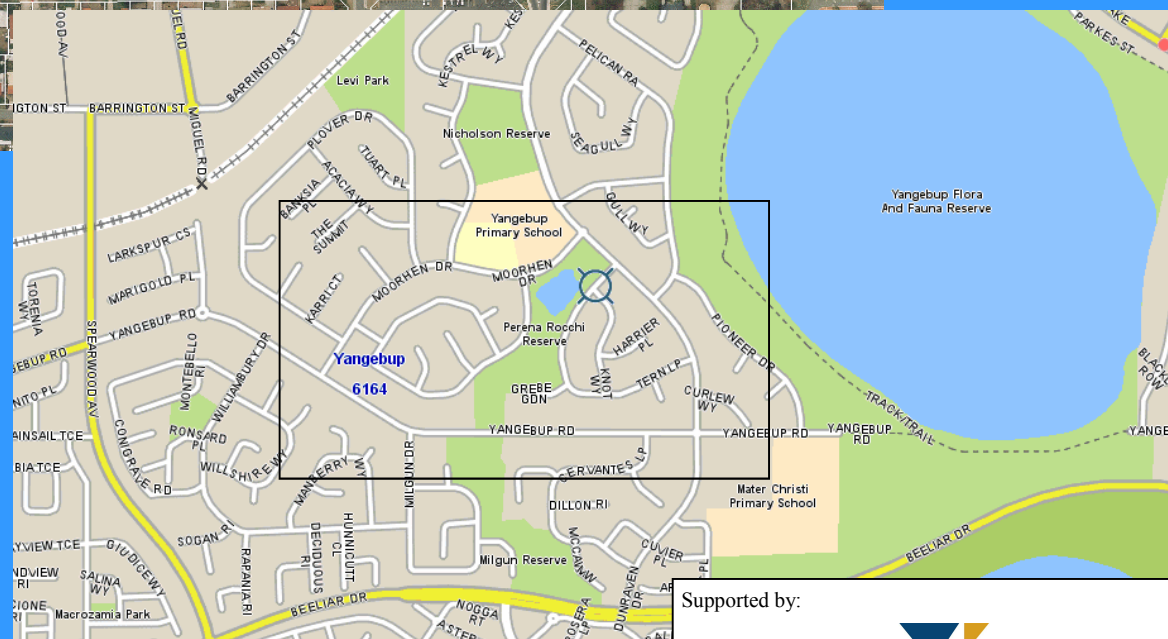 KESTREL WY
PELICAN RA
PARKES ST
BARRINGTON ST
Levi Park
BARRINGTON ST
MIGUEL RD
PLOVER DR
Nicholson Reserve
SEAGULL WY
TUART PL
ACACIA WY
BANKSIA PL
THE SUMMIT
Yangebup
Primary School
GULL WY
Yangebup Flora
And Fauna Reserve
LARKSPUR CS
MARIGOLD PL
TORENIA WY
KARRI CT
MOORHEN DR
MOORHEN
DR
YANGEBUP RD
SPEARWOOD AV
Perena Rocchi
Reserve
HARRIER PL
PIONEER DR
MONTEBELLO RI
WILLIAMBURY DR
Yangebup
6164
GREBE
GDN
KNOT WY
TERN LP
CURLEW
WY
TRACK/TRAIL
CONGRAVE RD
RONSARD
PL
YANGEBUP RD
YANGEBUP RD
YANGEBUP
RD
WILLSHIRE WY
MANBERRY WY
MILGUN DR
CERVANTES LP
Mater Christi
Primary School
DILLON RI
SOGAN RI
GIUDICE WY
SALINA
WY
RAPANIA RI
DECIDUOUS RI
HUNNICUTT CL
Milgun Reserve
CUVIER
PL
DUNRAVEN DR
BEELIAR DR
Macrozamia Park
BEELIAR DR
NOGGA
RT
Supported by: